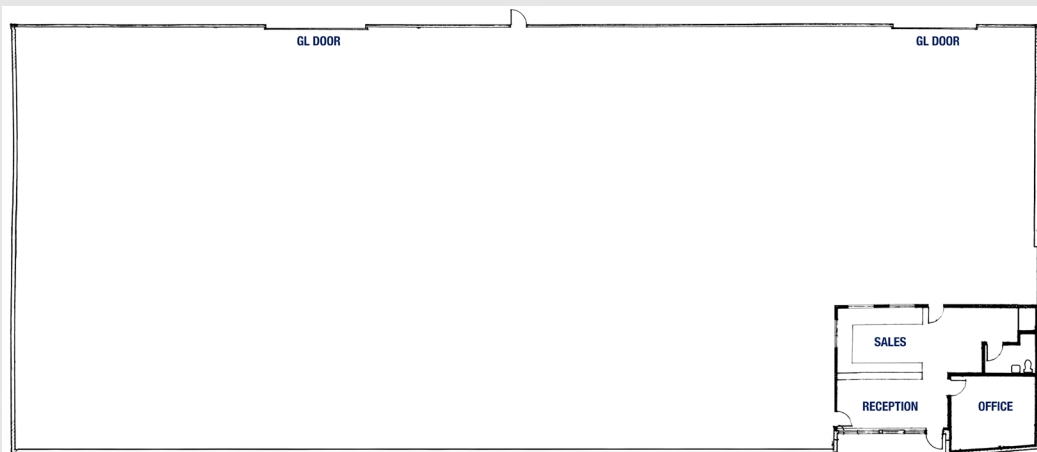 GL DOOR
GL DOOR
SALES
RECEPTION
OFFICE